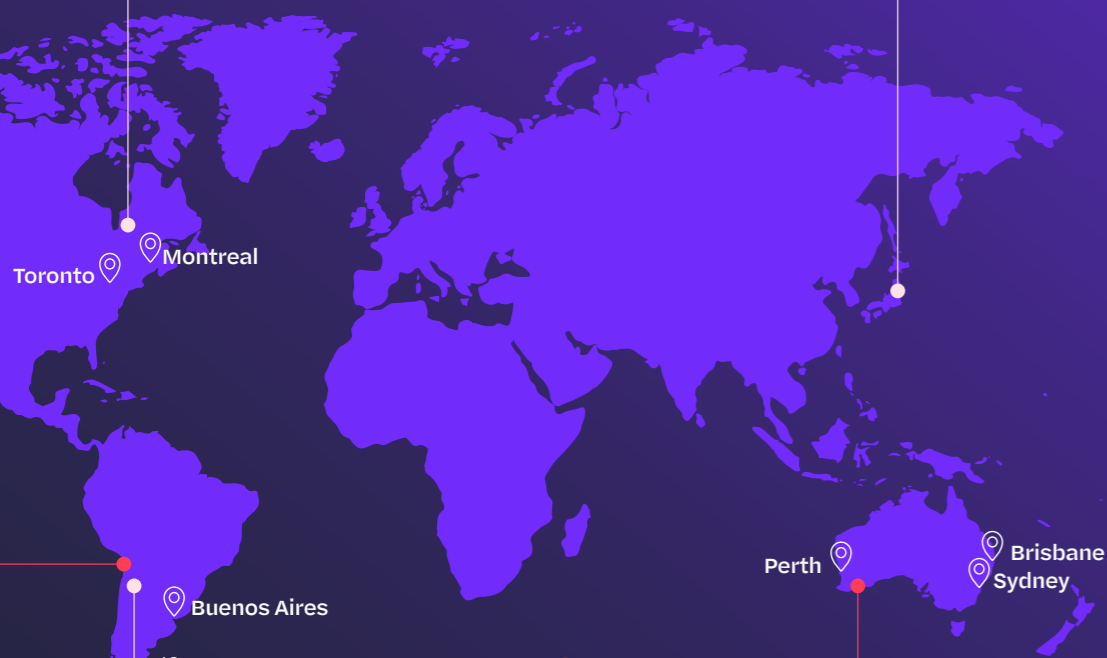 Montreal
Toronto
Brisbane
Perth
Sydney
Buenos Aires